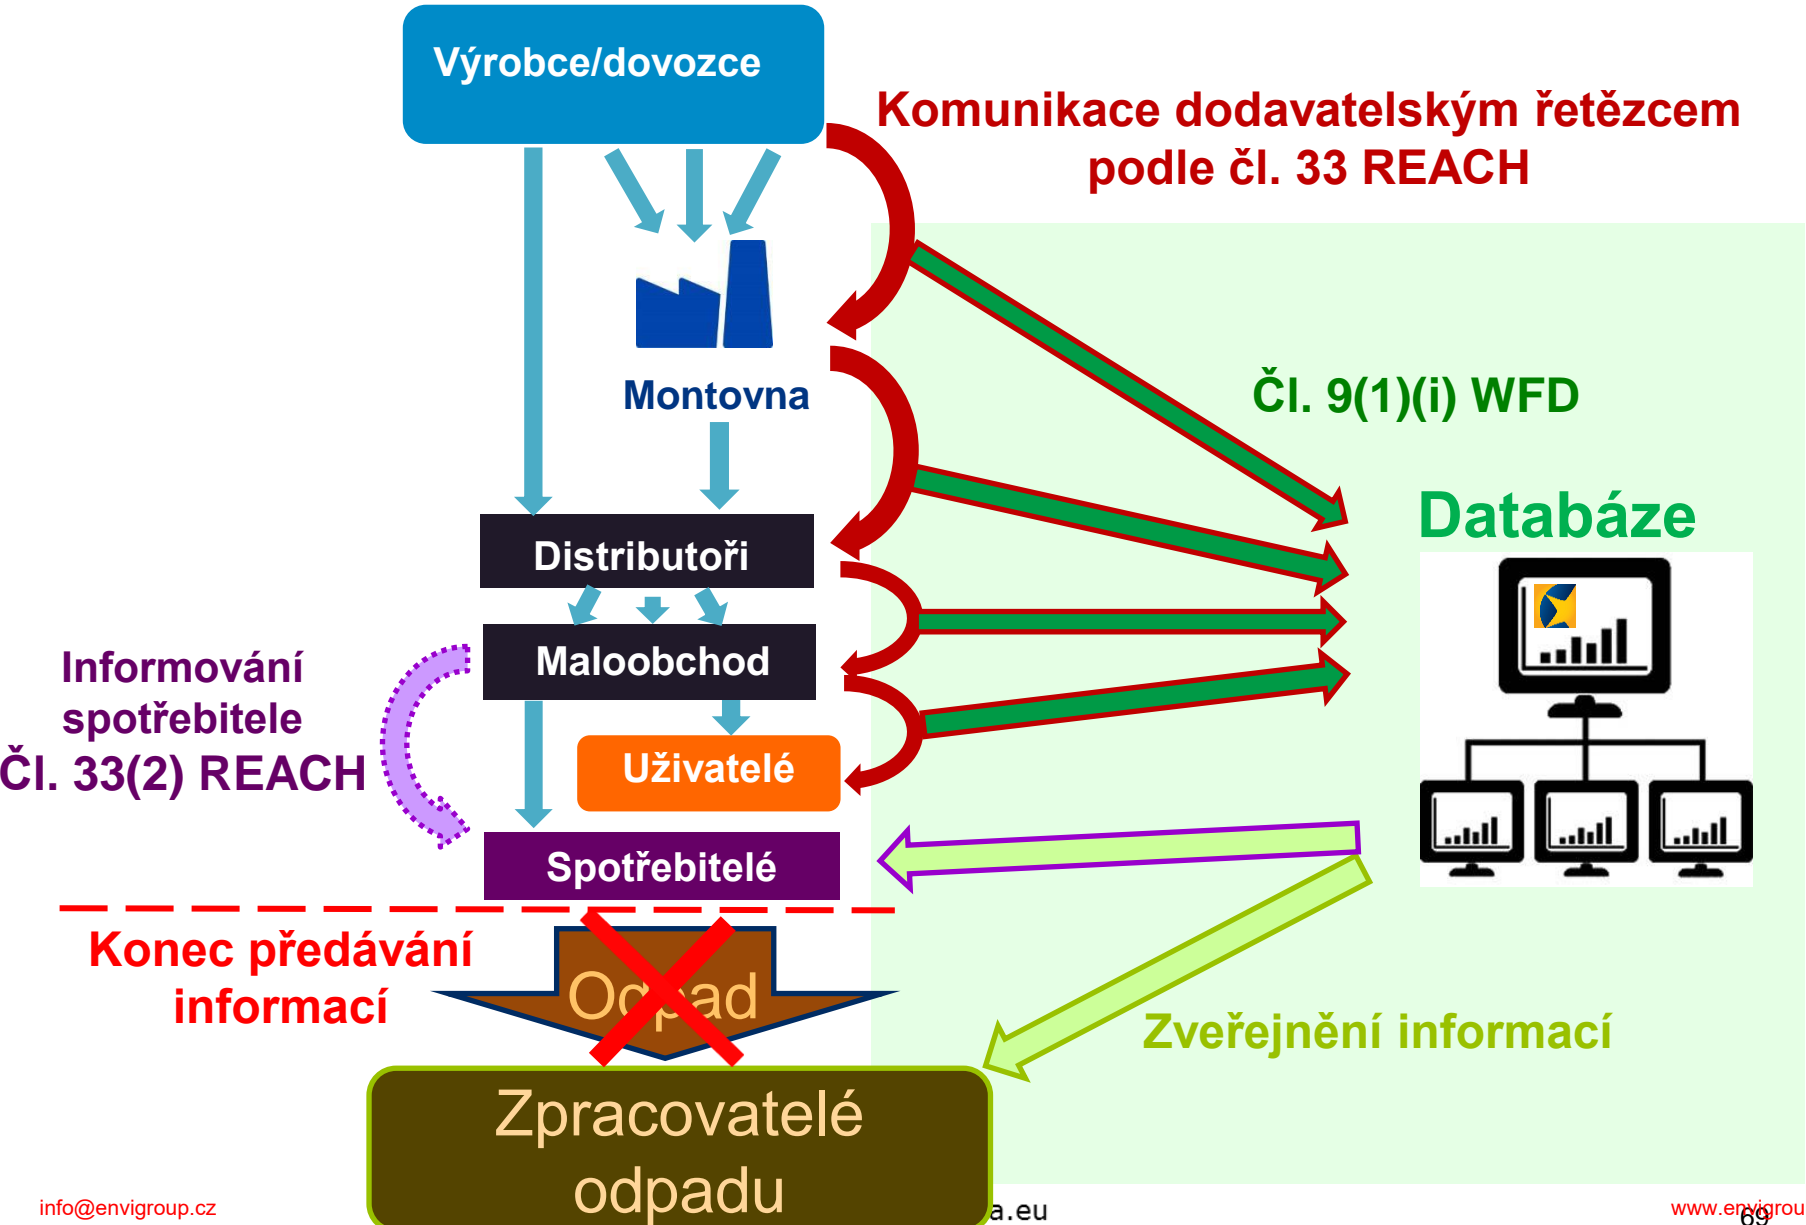 Výrobce/dovozce
Komunikace dodavatelským řetězcem
podle čl. 33 REACH
Montovna
Čl. 9(1)(i) WFD
Databáze
Distributoři
Maloobchod
Informování
spotřebitele
Čl. 33(2) REACH
Uživatelé
Spotřebitelé
Konec předávání
informací
Odpad
Zveřejnění informací
Zpracovatelé
odpadu
info@envigroup.cz
a.eu
www.envigrou
69